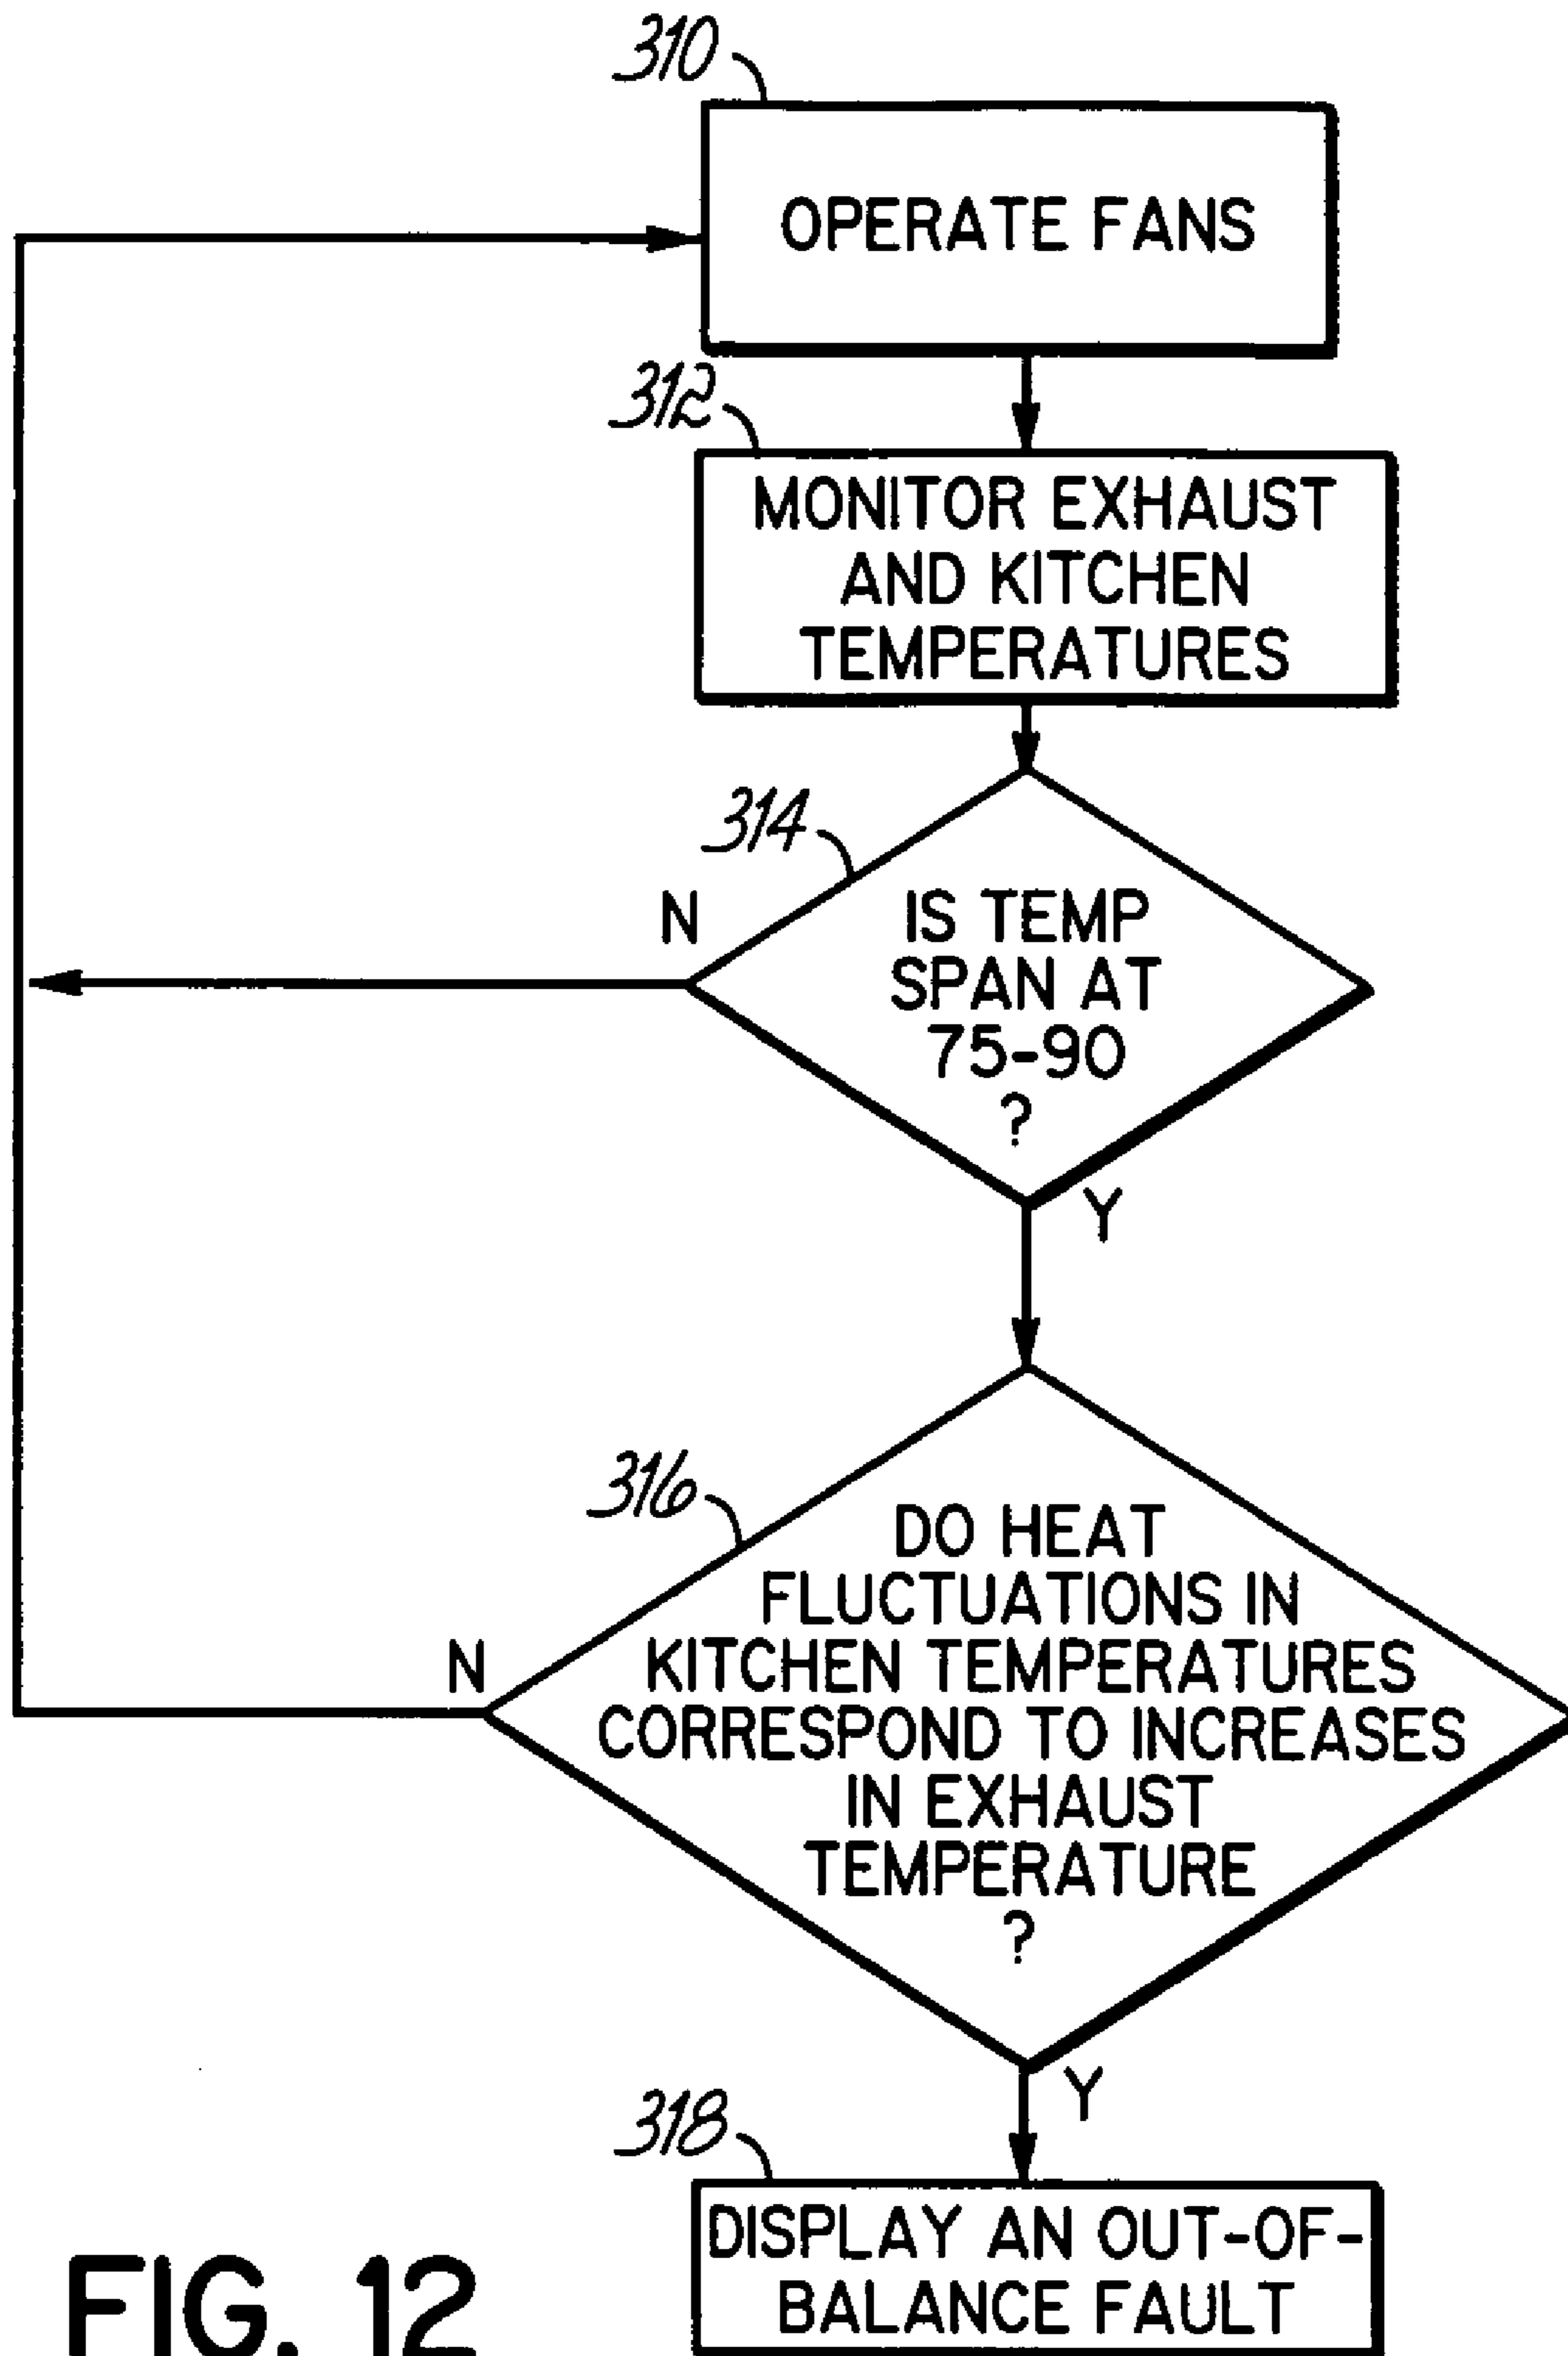 310
OPERATE FANS
312
MONITOR EXHAUST
AND KITCHEN
TEMPERATURES
314
N
IS TEMP
SPAN AT
75-90
?
Y
316
N
DO HEAT
FLUCTUATIONS IN
KITCHEN TEMPERATURES
CORRESPOND TO INCREASES
IN EXHAUST
TEMPERATURE
?
Y
318
DISPLAY AN OUT-OF-
BALANCE FAULT
FIG. 12